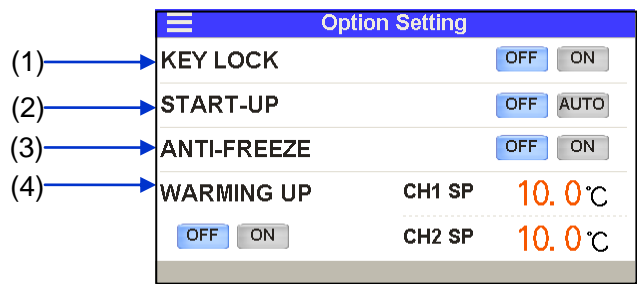 Option Setting
(1) KEY LOCK OFF ON
(2) START-UP OFF AUTO
(3) ANTI-FREEZE OFF ON
(4) WARMING UP CH1 SP 10.0℃
OFF ON CH2 SP 10.0℃